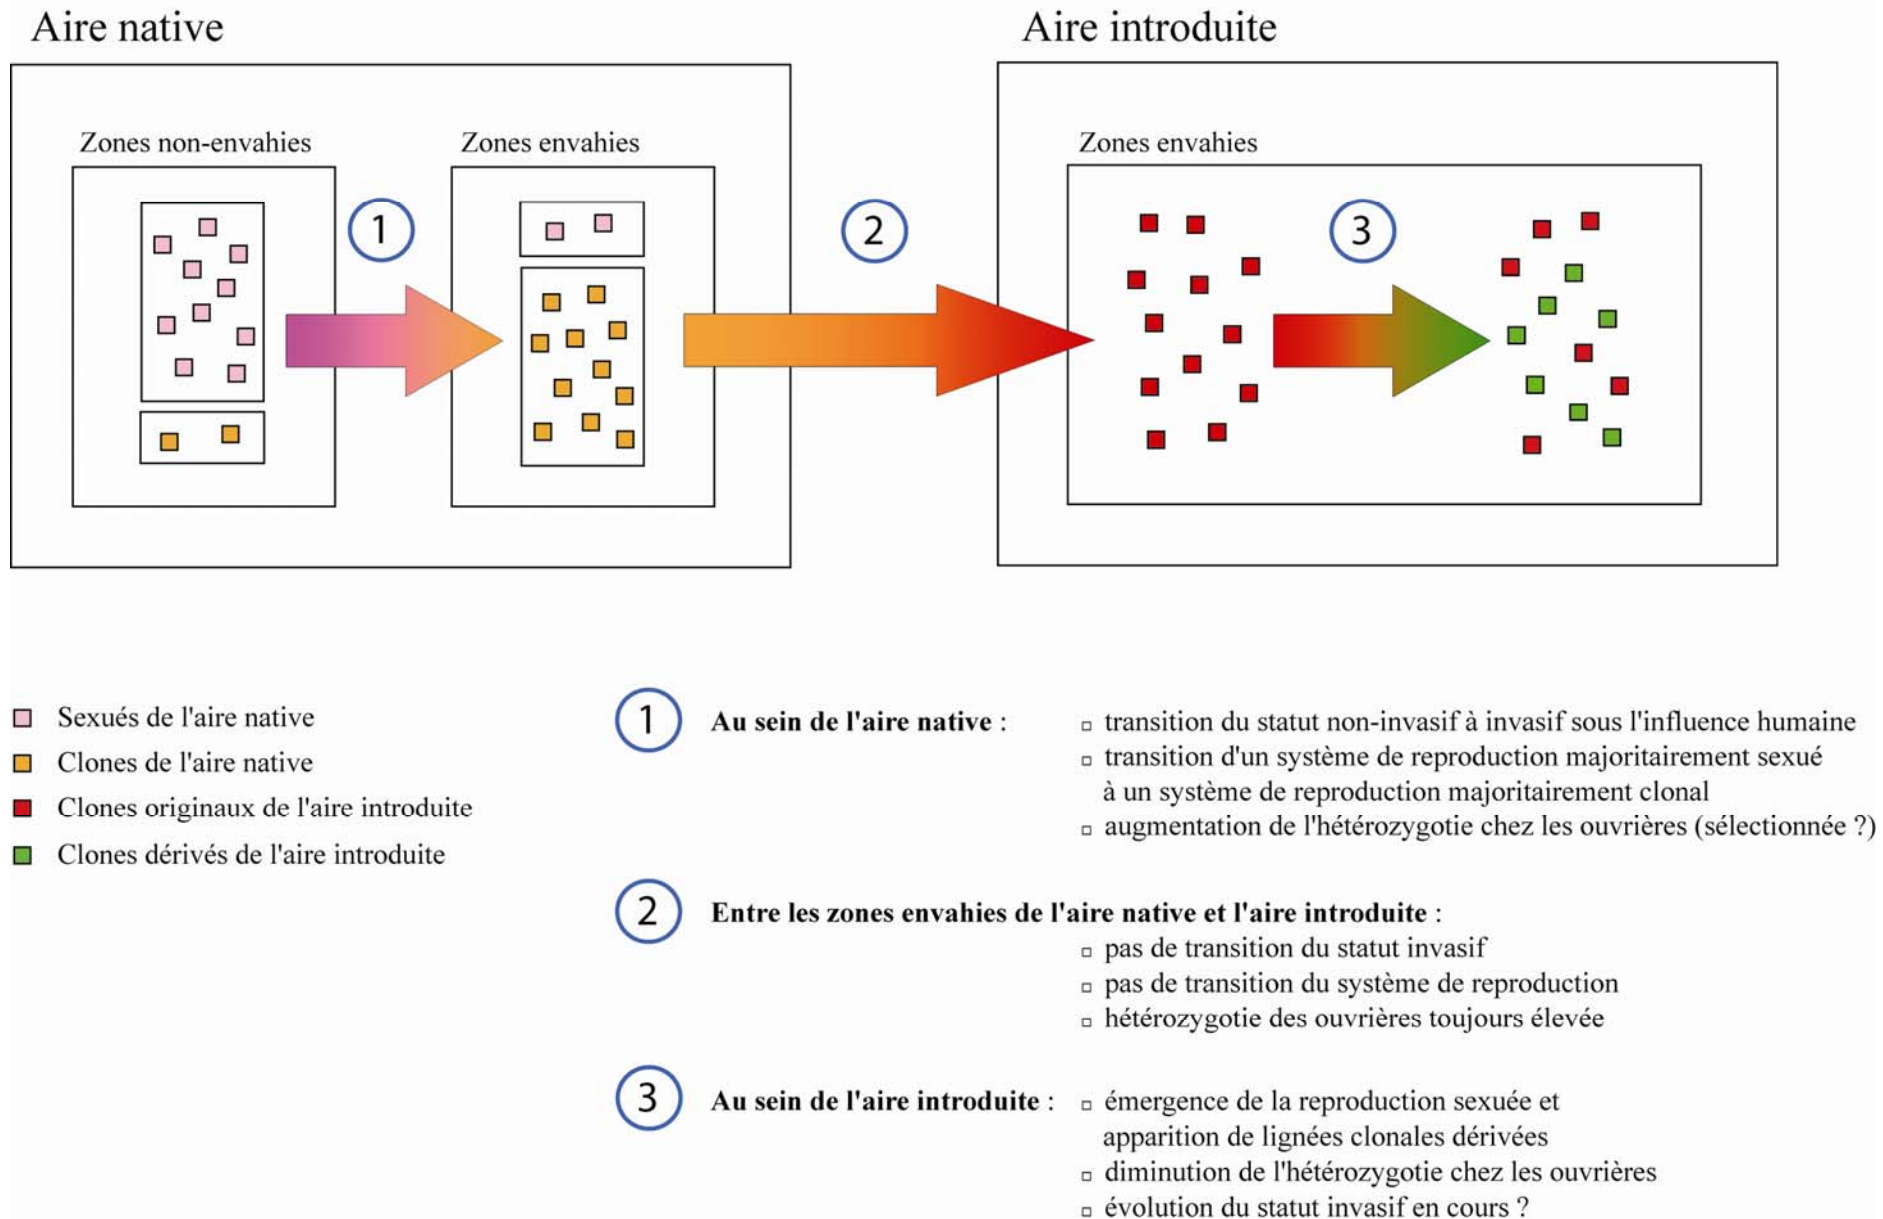 Aire native
Aire introduite
Zones non-envahies
Zones envahies
Zones envahies
1
2
3
Sexués de l'aire native
Clones de l'aire native
Clones originaux de l'aire introduite
Clones dérivés de l'aire introduite
1
Au sein de l'aire native :
transition du statut non-invasif à invasif sous l'influence humaine
transition d'un système de reproduction majoritairement sexué
à un système de reproduction majoritairement clonal
augmentation de l'hétérozygotie chez les ouvrières (sélectionnée ?)
2
Entre les zones envahies de l'aire native et l'aire introduite :
pas de transition du statut invasif
pas de transition du système de reproduction
hétérozygotie des ouvrières toujours élevée
3
Au sein de l'aire introduite :
émergence de la reproduction sexuée et
apparition de lignées clonales dérivées
diminution de l'hétérozygotie chez les ouvrières
évolution du statut invasif en cours ?